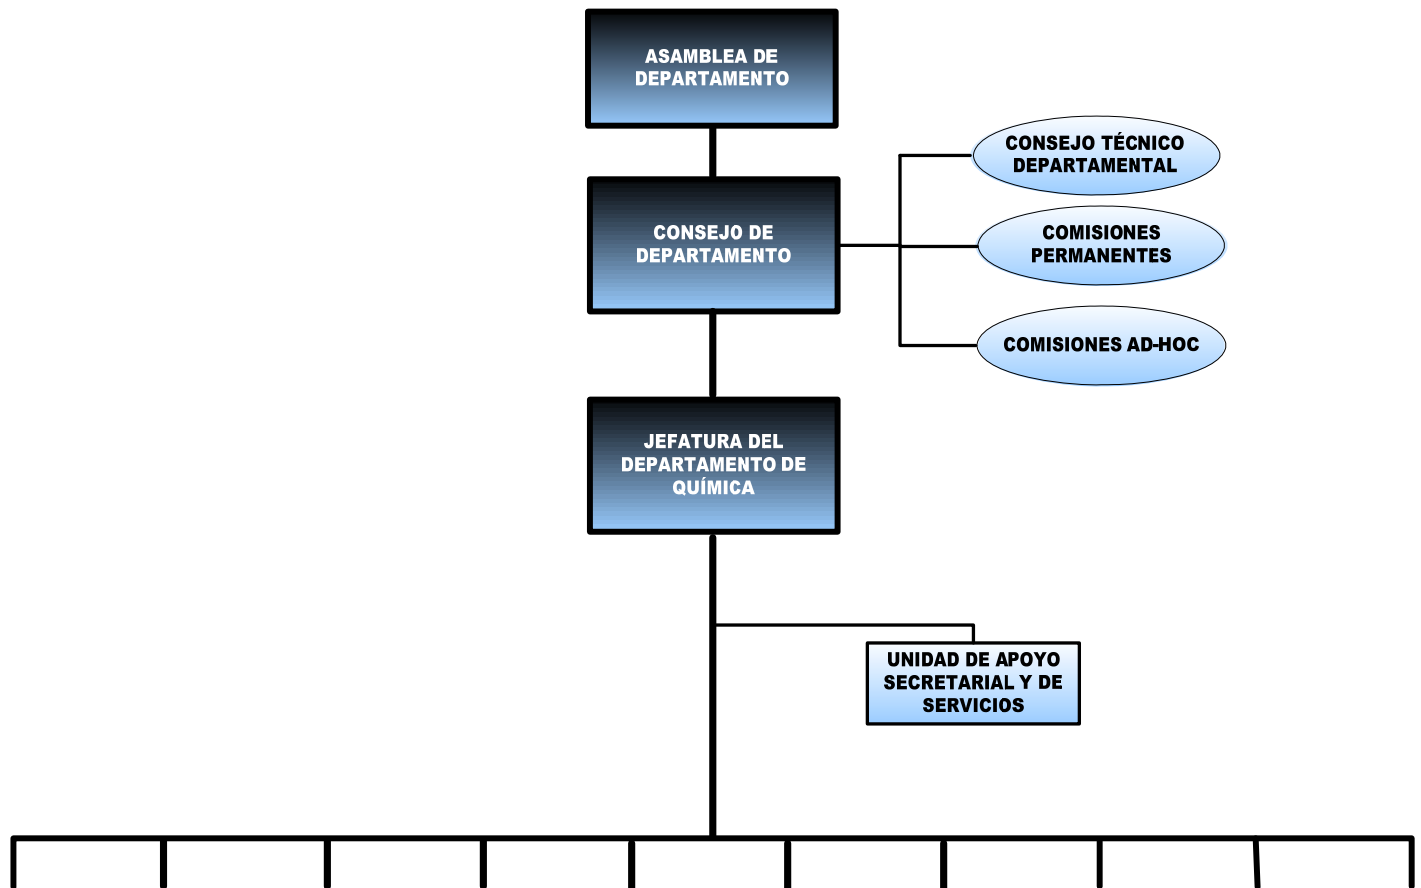 ASAMBLEA DE
DEPARTAMENTO
CONSEJO TÉCNICO
DEPARTAMENTAL
CONSEJO DE
DEPARTAMENTO
COMISIONES
PERMANENTES
COMISIONES AD-HOC
JEFATURA DEL
DEPARTAMENTO DE
QUÍMICA
UNIDAD DE APOYO
SECRETARIAL Y DE
SERVICIOS